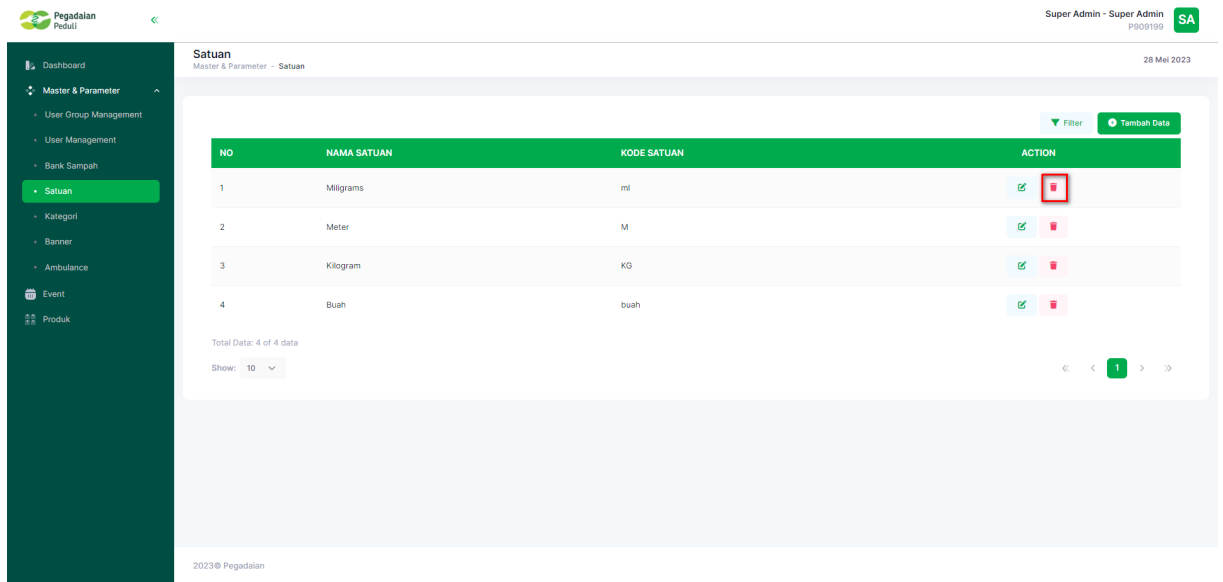 Pegadaian
Peduli
Super Admin - Super Admin
P909199
SA
Dashboard
Master & Parameter
User Group Management
User Management
Bank Sampah
Satuan
Kategori
Banner
Ambulance
Event
Produk
Satuan
Master & Parameter - Satuan
28 Mei 2023
Filter
Tambah Data
NO NAMA SATUAN KODE SATUAN ACTION
1 Miligrams ml
2 Meter M
3 Kilogram KG
4 Buah buah
Total Data: 4 of 4 data
Show: 10
1
2023© Pegadaian